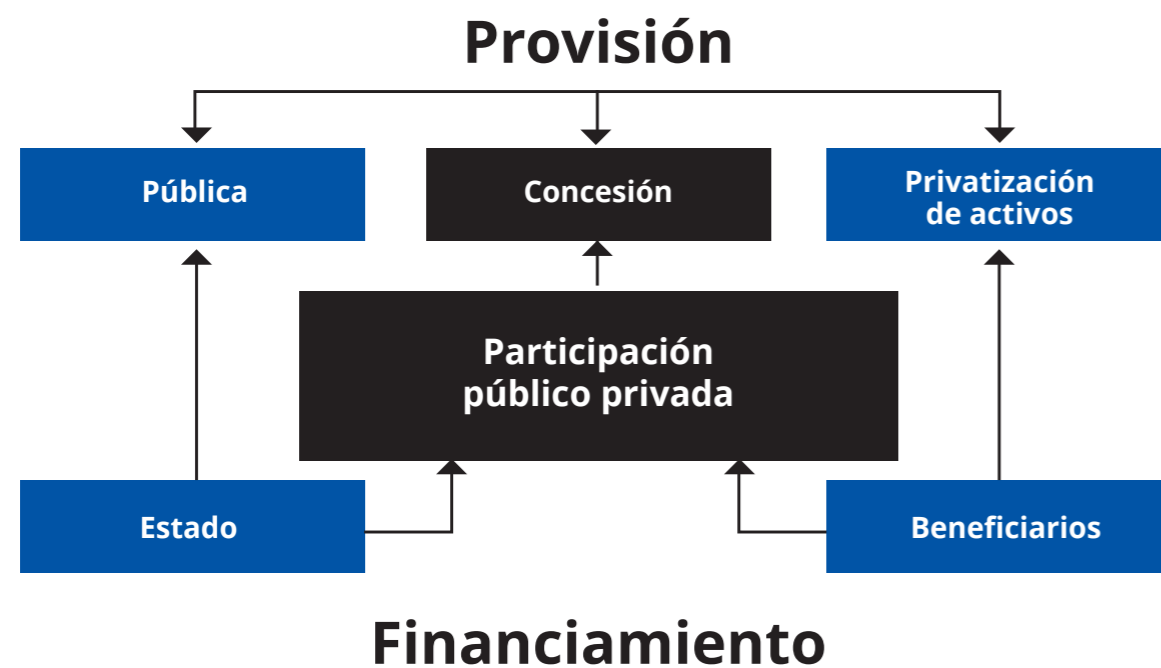 Provisión
Pública
Concesión
Privatización
de activos
Participación
público privada
Estado
Beneficiarios
Financiamiento